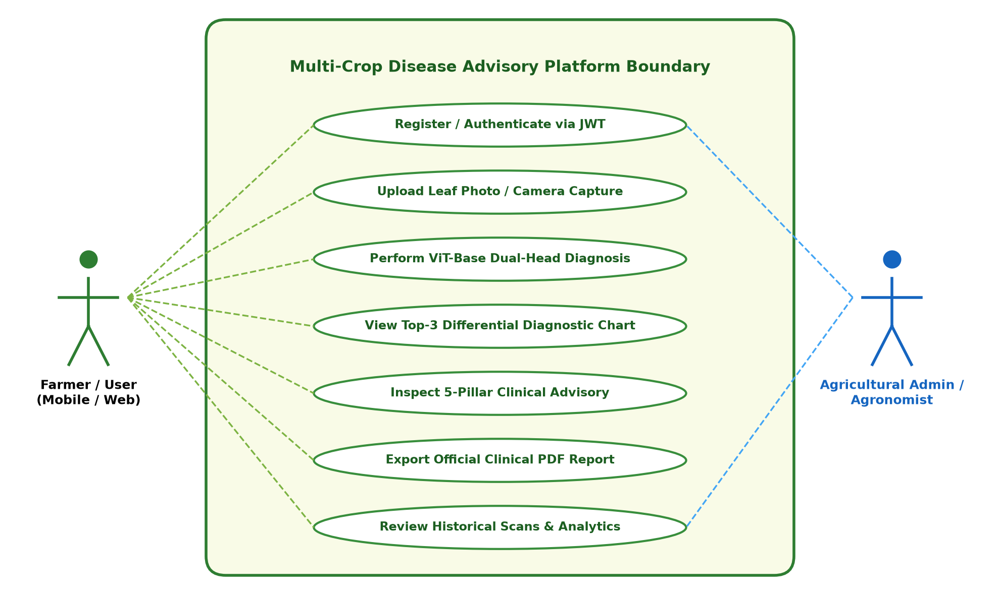 Multi-Crop Disease Advisory Platform Boundary
Register / Authenticate via JWT
Upload Leaf Photo / Camera Capture
Perform ViT-Base Dual-Head Diagnosis
View Top-3 Differential Diagnostic Chart
Inspect 5-Pillar Clinical Advisory
Export Official Clinical PDF Report
Review Historical Scans & Analytics
Farmer / User
(Mobile / Web)
Agricultural Admin /
Agronomist